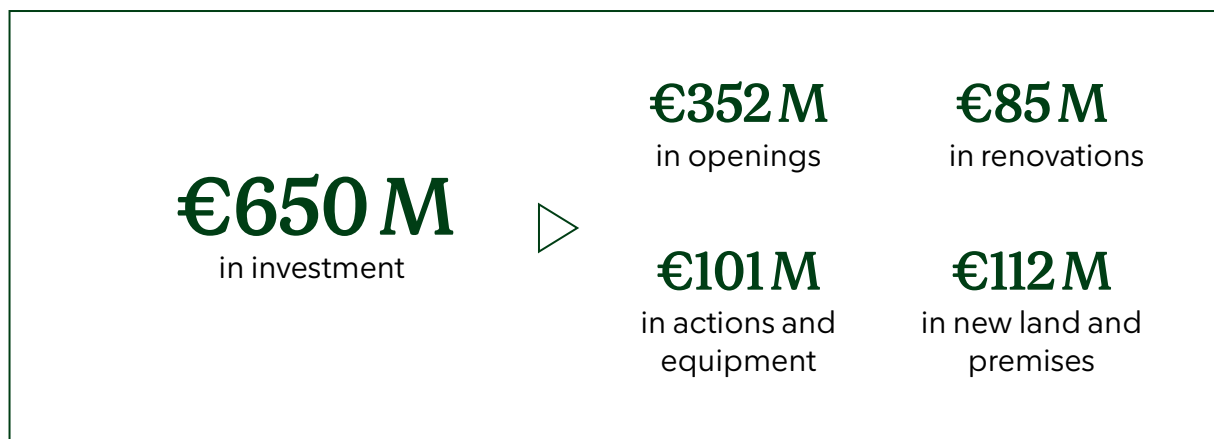 €650 M
in investment
€352 M
in openings
€85 M
in renovations
€101 M
in actions and
equipment
€112 M
in new land and
premises